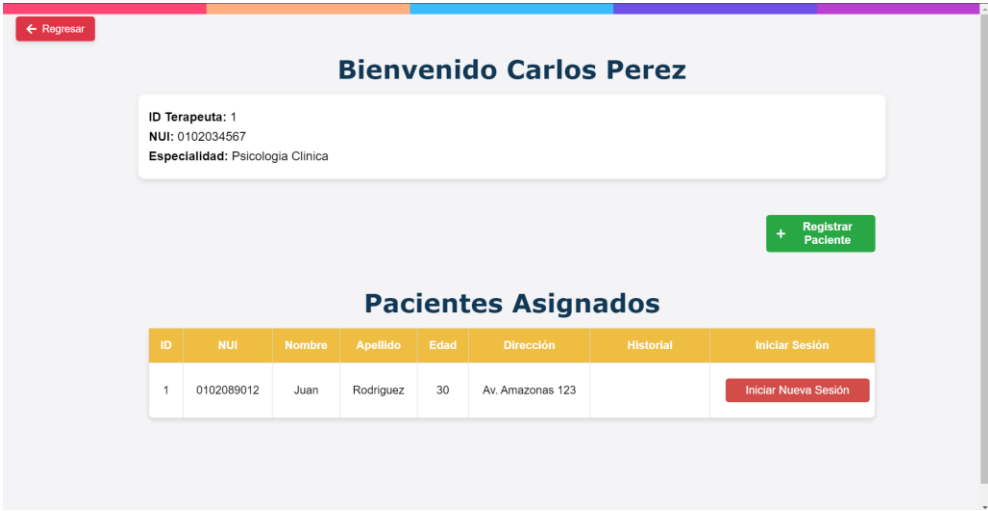 Regresar
Bienvenido Carlos Perez
ID Terapeuta: 1
NUI: 0102034567
Especialidad: Psicologia Clinica
+ Registrar
Paciente
Pacientes Asignados
ID NUI Nombre Apellido Edad Dirección Historial Iniciar Sesión
1 0102089012 Juan Rodriguez 30 Av. Amazonas 123 Iniciar Nueva Sesión